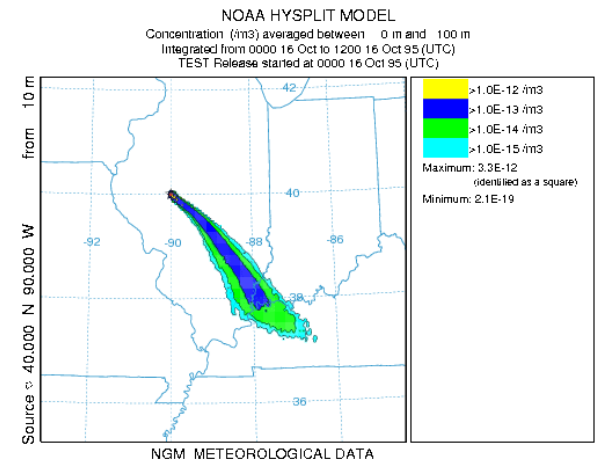 NOAA HYSPLIT MODEL
Concentration (/m3) averaged between 0 m and 100 m
Integrated from 0000 16 Oct to 1200 16 Oct 95 (UTC)
TEST Release started at 0000 16 Oct 95 (UTC)
Source ☆ 40.000 N 90.000 W from 10 m
42
40
-92
-90
-88
-86
38
36
>1.0E-12 /m3
>1.0E-13 /m3
>1.0E-14 /m3
>1.0E-15 /m3
Maximum: 3.3E-12
(identified as a square)
Minimum: 2.1E-19
NGM METEOROLOGICAL DATA